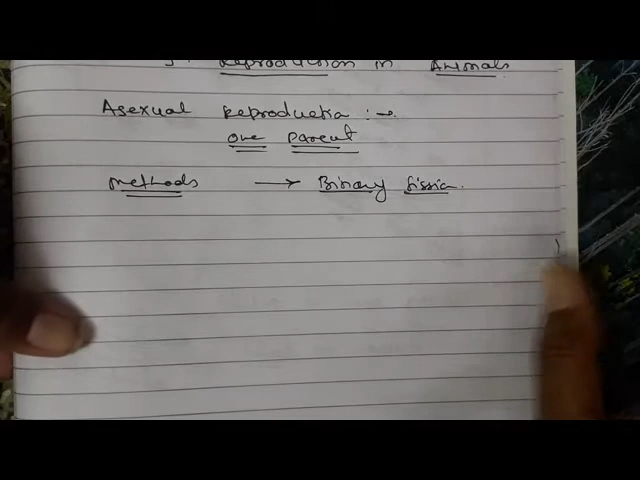 Reproduction in Animals
Asexual Reproduction :→
one parent
methods → Binary fission.